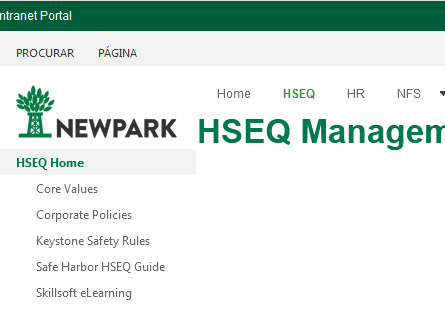 ntranet Portal
PROCURAR PÁGINA
Home HSEQ HR NFS
NEWPARK
HSEQ Managem
HSEQ Home
Core Values
Corporate Policies
Keystone Safety Rules
Safe Harbor HSEQ Guide
Skillsoft eLearning